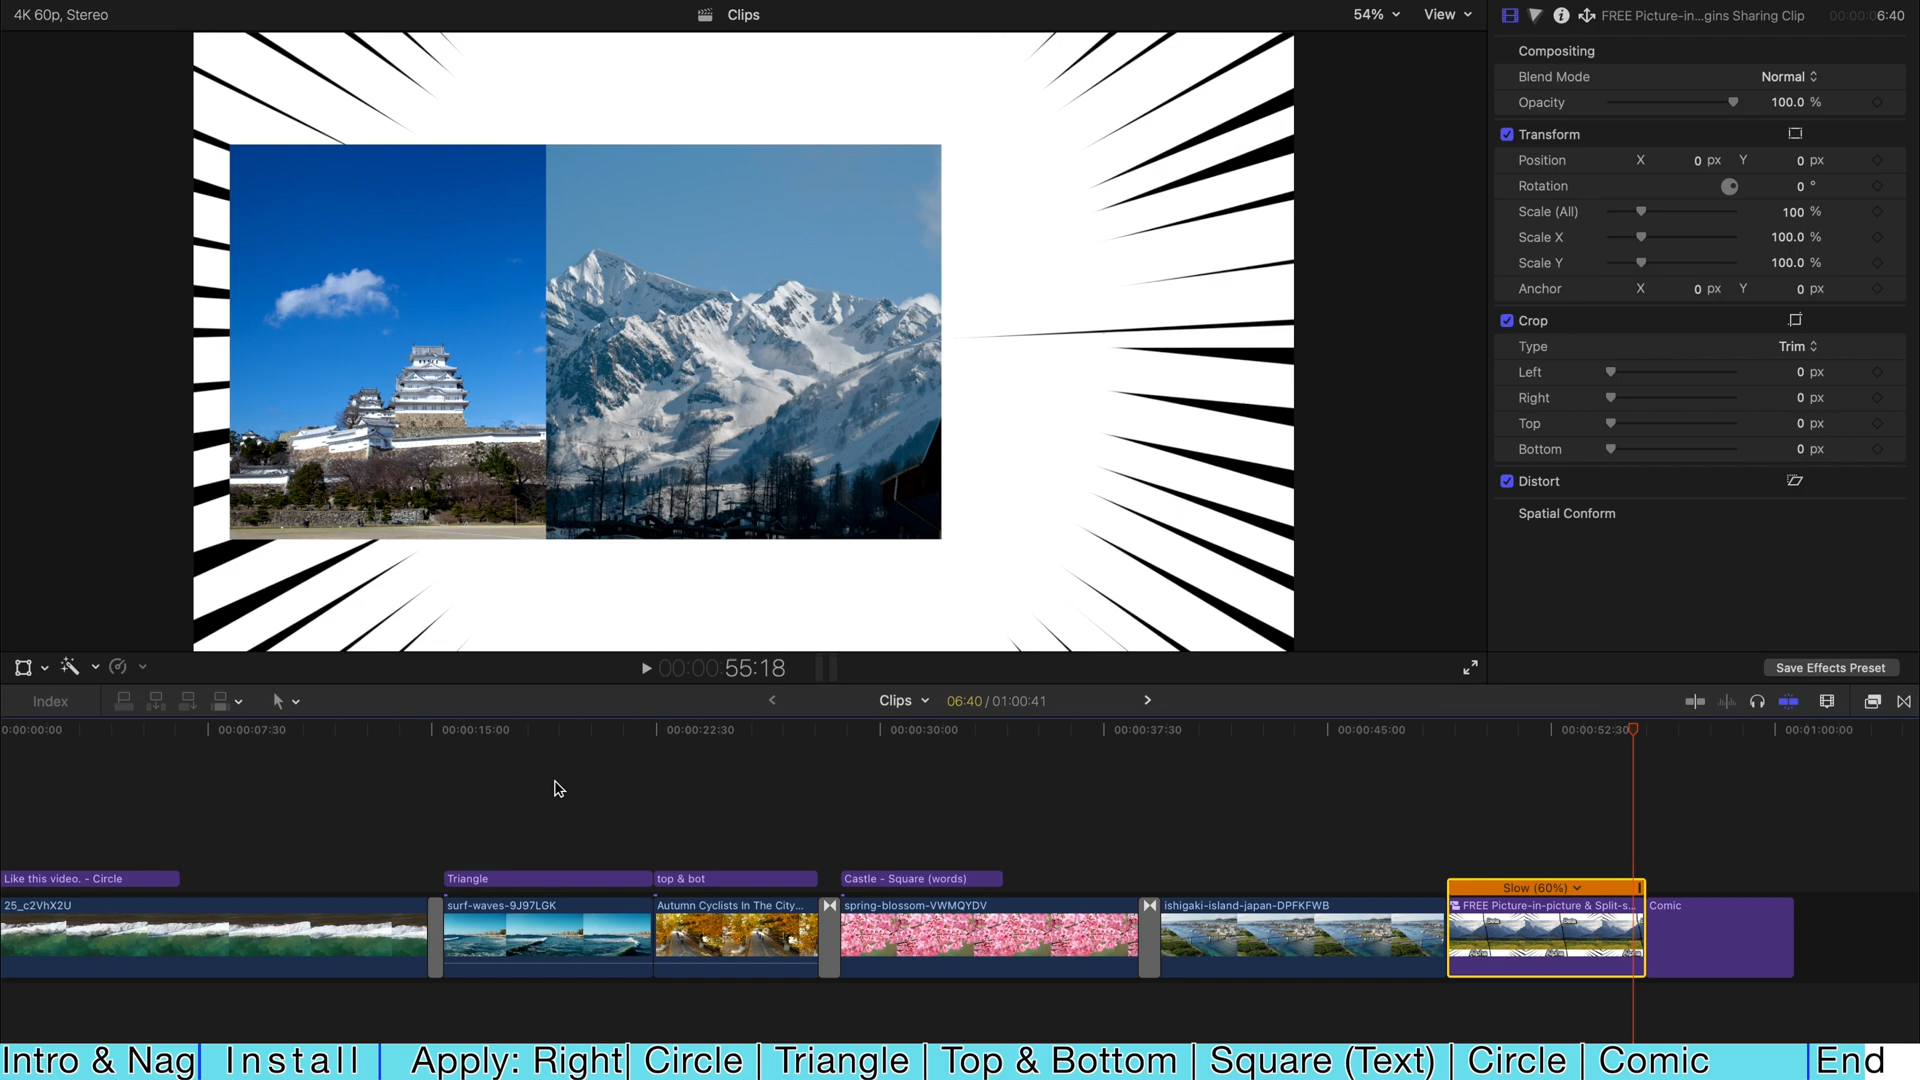 4K 60p, Stereo
Clips
54%
View
FREE Picture-in...gins Sharing Clip
00:00:06:40
Compositing
Blend Mode
Normal
Opacity
100.0 %
Transform
Position
X
0 px
Y
0 px
Rotation
0 °
Scale (All)
100 %
Scale X
100.0 %
Scale Y
100.0 %
Anchor
X
0 px
Y
0 px
Crop
Type
Trim
Left
0 px
Right
0 px
Top
0 px
Bottom
0 px
Distort
Spatial Conform
00:00:55:18
Save Effects Preset
Index
Clips
06:40 / 01:00:41
0:00:00:00
00:00:07:30
00:00:15:00
00:00:22:30
00:00:30:00
00:00:37:30
00:00:45:00
00:00:52:30
00:01:00:00
Like this video. - Circle
Triangle
top & bot
Castle - Square (words)
Slow (60%)
25_c2VhX2U
surf-waves-9J97LGK
Autumn Cyclists In The City...
spring-blossom-VWMQYDV
ishigaki-island-japan-DPFKFWB
FREE Picture-in-picture & Split-s...
Comic
Intro & Nag
Install
Apply: Right| Circle | Triangle | Top & Bottom | Square (Text) | Circle | Comic
End